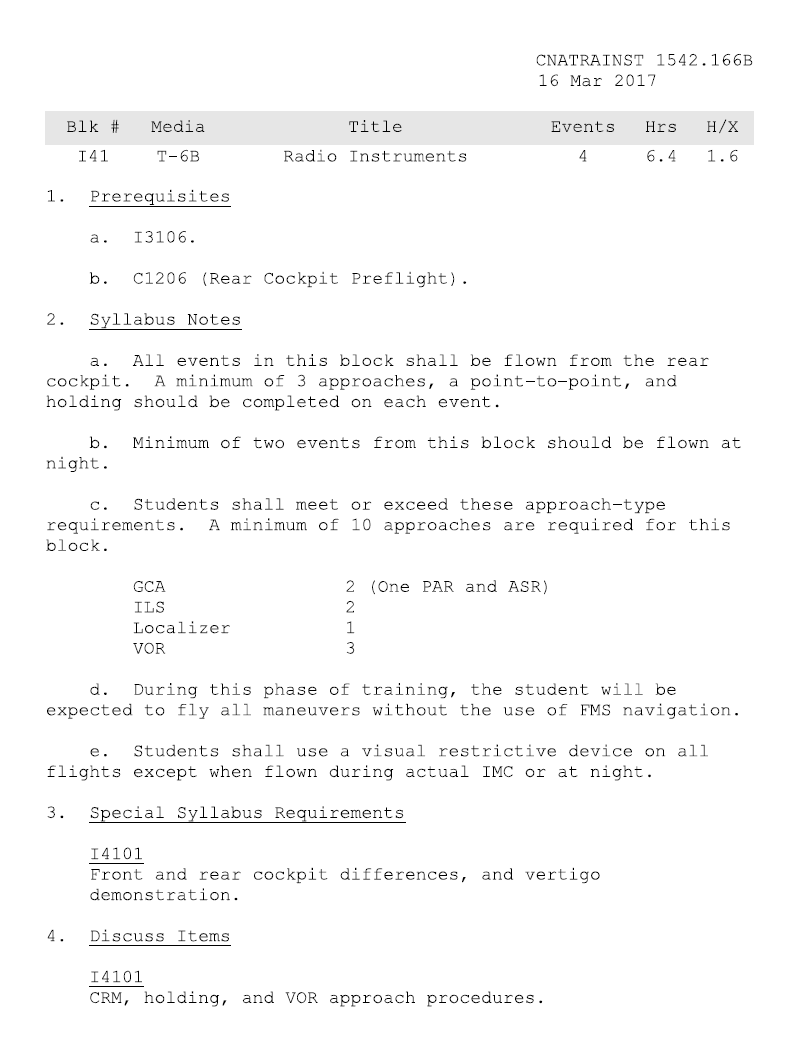 CNATRAINST 1542.166B
16 Mar 2017
Blk # Media Title Events Hrs H/X
I41 T-6B Radio Instruments 4 6.4 1.6
1. Prerequisites
a. I3106.
b. C1206 (Rear Cockpit Preflight).
2. Syllabus Notes
a. All events in this block shall be flown from the rear
cockpit. A minimum of 3 approaches, a point-to-point, and
holding should be completed on each event.
b. Minimum of two events from this block should be flown at
night.
c. Students shall meet or exceed these approach-type
requirements. A minimum of 10 approaches are required for this
block.
GCA 2 (One PAR and ASR)
ILS 2
Localizer 1
VOR 3
d. During this phase of training, the student will be
expected to fly all maneuvers without the use of FMS navigation.
e. Students shall use a visual restrictive device on all
flights except when flown during actual IMC or at night.
3. Special Syllabus Requirements
I4101
Front and rear cockpit differences, and vertigo
demonstration.
4. Discuss Items
I4101
CRM, holding, and VOR approach procedures.